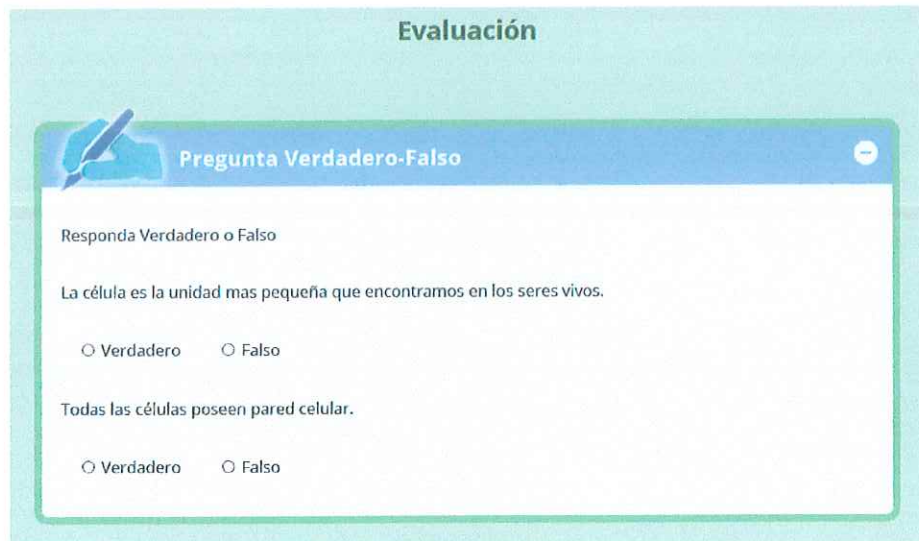 Evaluación
Pregunta Verdadero-Falso
Responda Verdadero o Falso
La célula es la unidad mas pequeña que encontramos en los seres vivos.
Verdadero Falso
Todas las células poseen pared celular.
Verdadero Falso